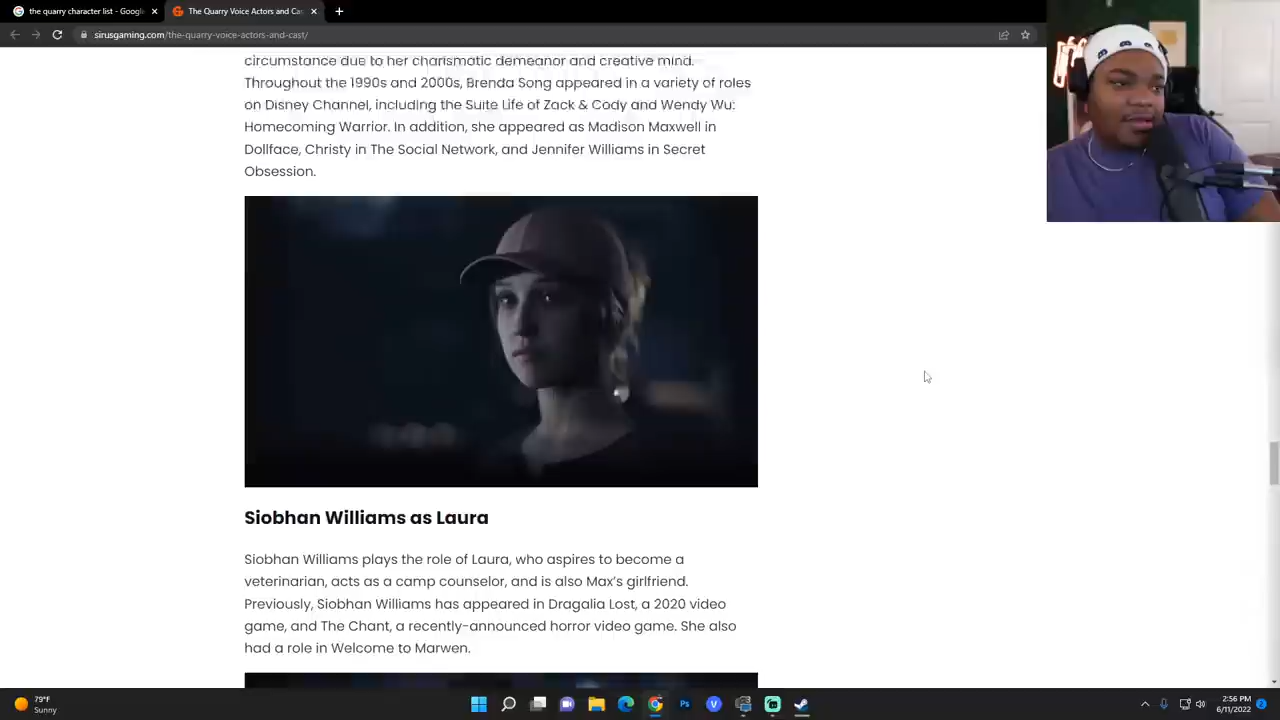 the quarry character list - Google
The Quarry Voice Actors and Cas
sirusgaming.com/the-quarry-voice-actors-and-cast/
circumstance due to her charismatic demeanor and creative mind.
Throughout the 1990s and 2000s, Brenda Song appeared in a variety of roles
on Disney Channel, including the Suite Life of Zack & Cody and Wendy Wu:
Homecoming Warrior. In addition, she appeared as Madison Maxwell in
Dollface, Christy in The Social Network, and Jennifer Williams in Secret
Obsession.
Siobhan Williams as Laura
Siobhan Williams plays the role of Laura, who aspires to become a
veterinarian, acts as a camp counselor, and is also Max's girlfriend.
Previously, Siobhan Williams has appeared in Dragalia Lost, a 2020 video
game, and The Chant, a recently-announced horror video game. She also
had a role in Welcome to Marwen.
79°F
Sunny
2:56 PM
6/11/2022